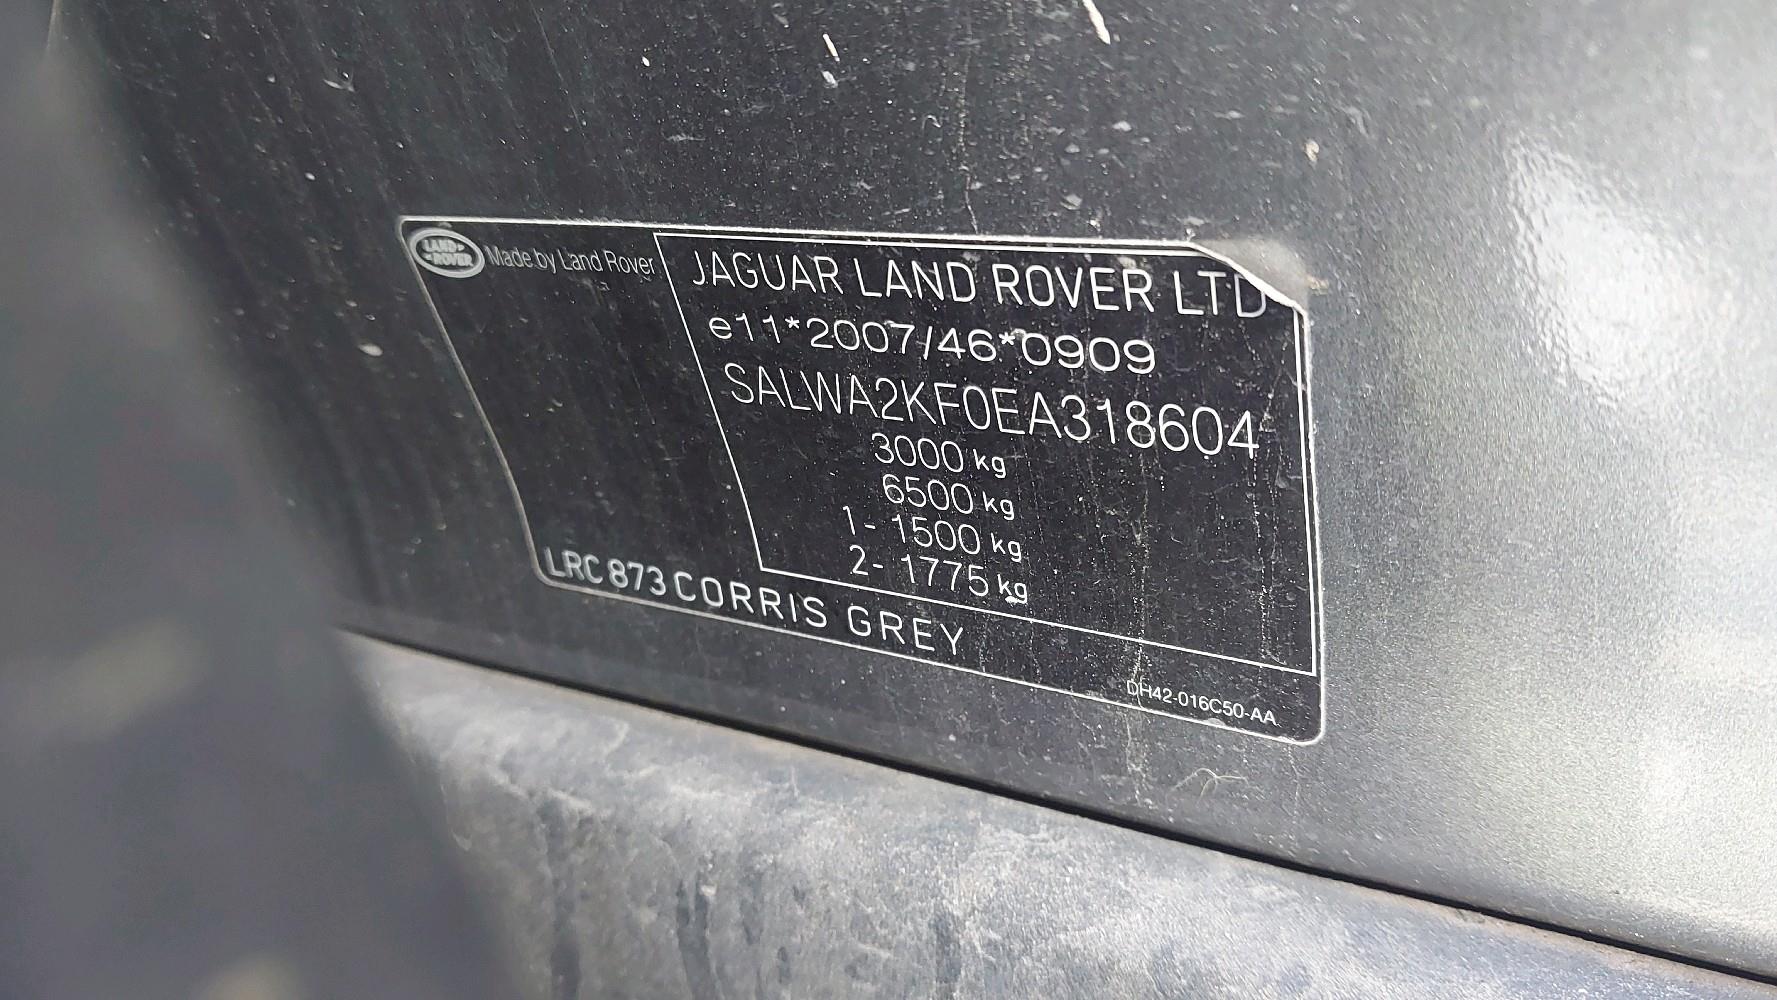 LAND ROVER
Made by Land Rover
JAGUAR LAND ROVER LTD
e11*2007/46*0909
SALWA2KF0EA318604
3000 kg
6500 kg
1- 1500 kg
2- 1775 kg
LRC 873 CORRIS GREY
DH42-016C50-AA